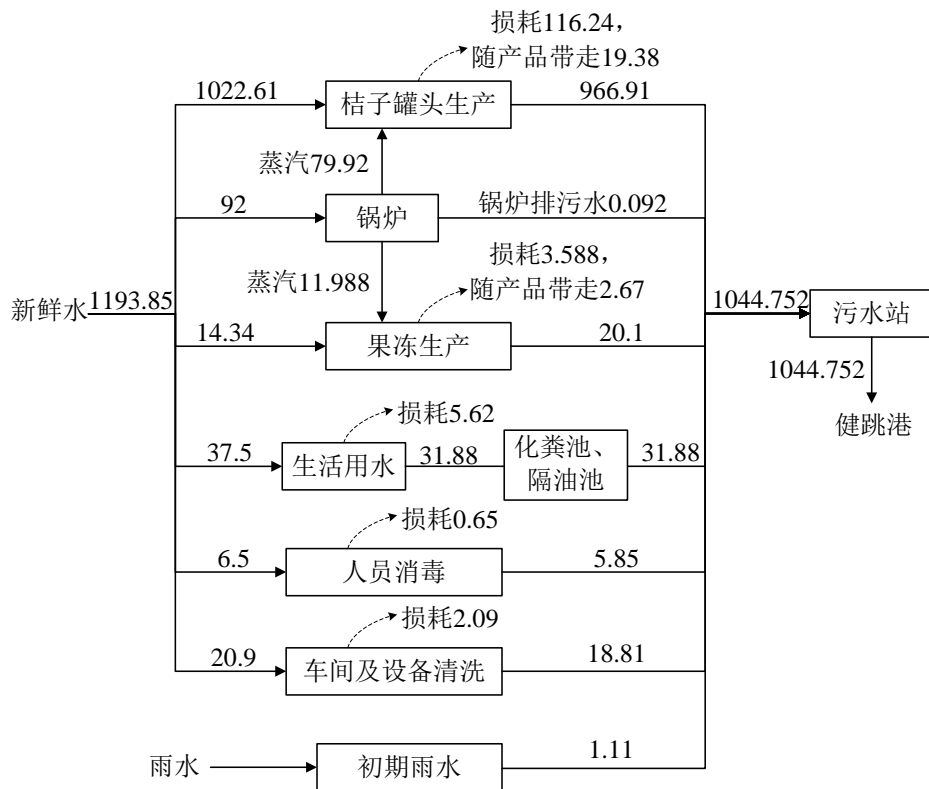 损耗116.24，
随产品带走19.38
1022.61
桔子罐头生产
966.91
蒸汽79.92
92
锅炉
锅炉排污水0.092
损耗3.588，
随产品带走2.67
蒸汽11.988
新鲜水
1193.85
14.34
果冻生产
20.1
1044.752
污水站
1044.752
健跳港
损耗5.62
37.5
生活用水
31.88
化粪池、
隔油池
31.88
损耗0.65
6.5
人员消毒
5.85
损耗2.09
20.9
车间及设备清洗
18.81
雨水
初期雨水
1.11